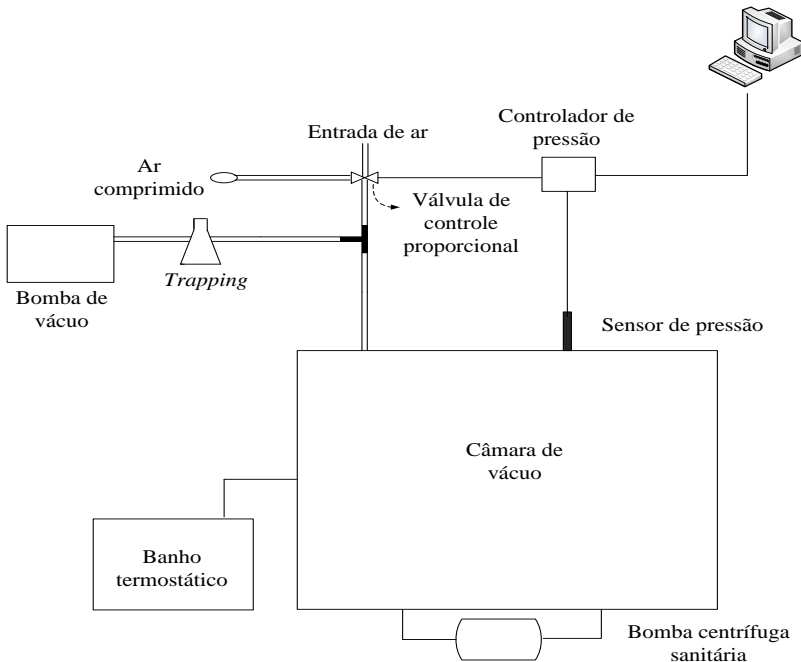 Entrada de ar
Controlador de
pressão
Ar
comprimido
Válvula de
controle
proporcional
Trapping
Bomba de
vácuo
Sensor de pressão
Câmara de
vácuo
Banho
termostático
Bomba centrífuga
sanitária